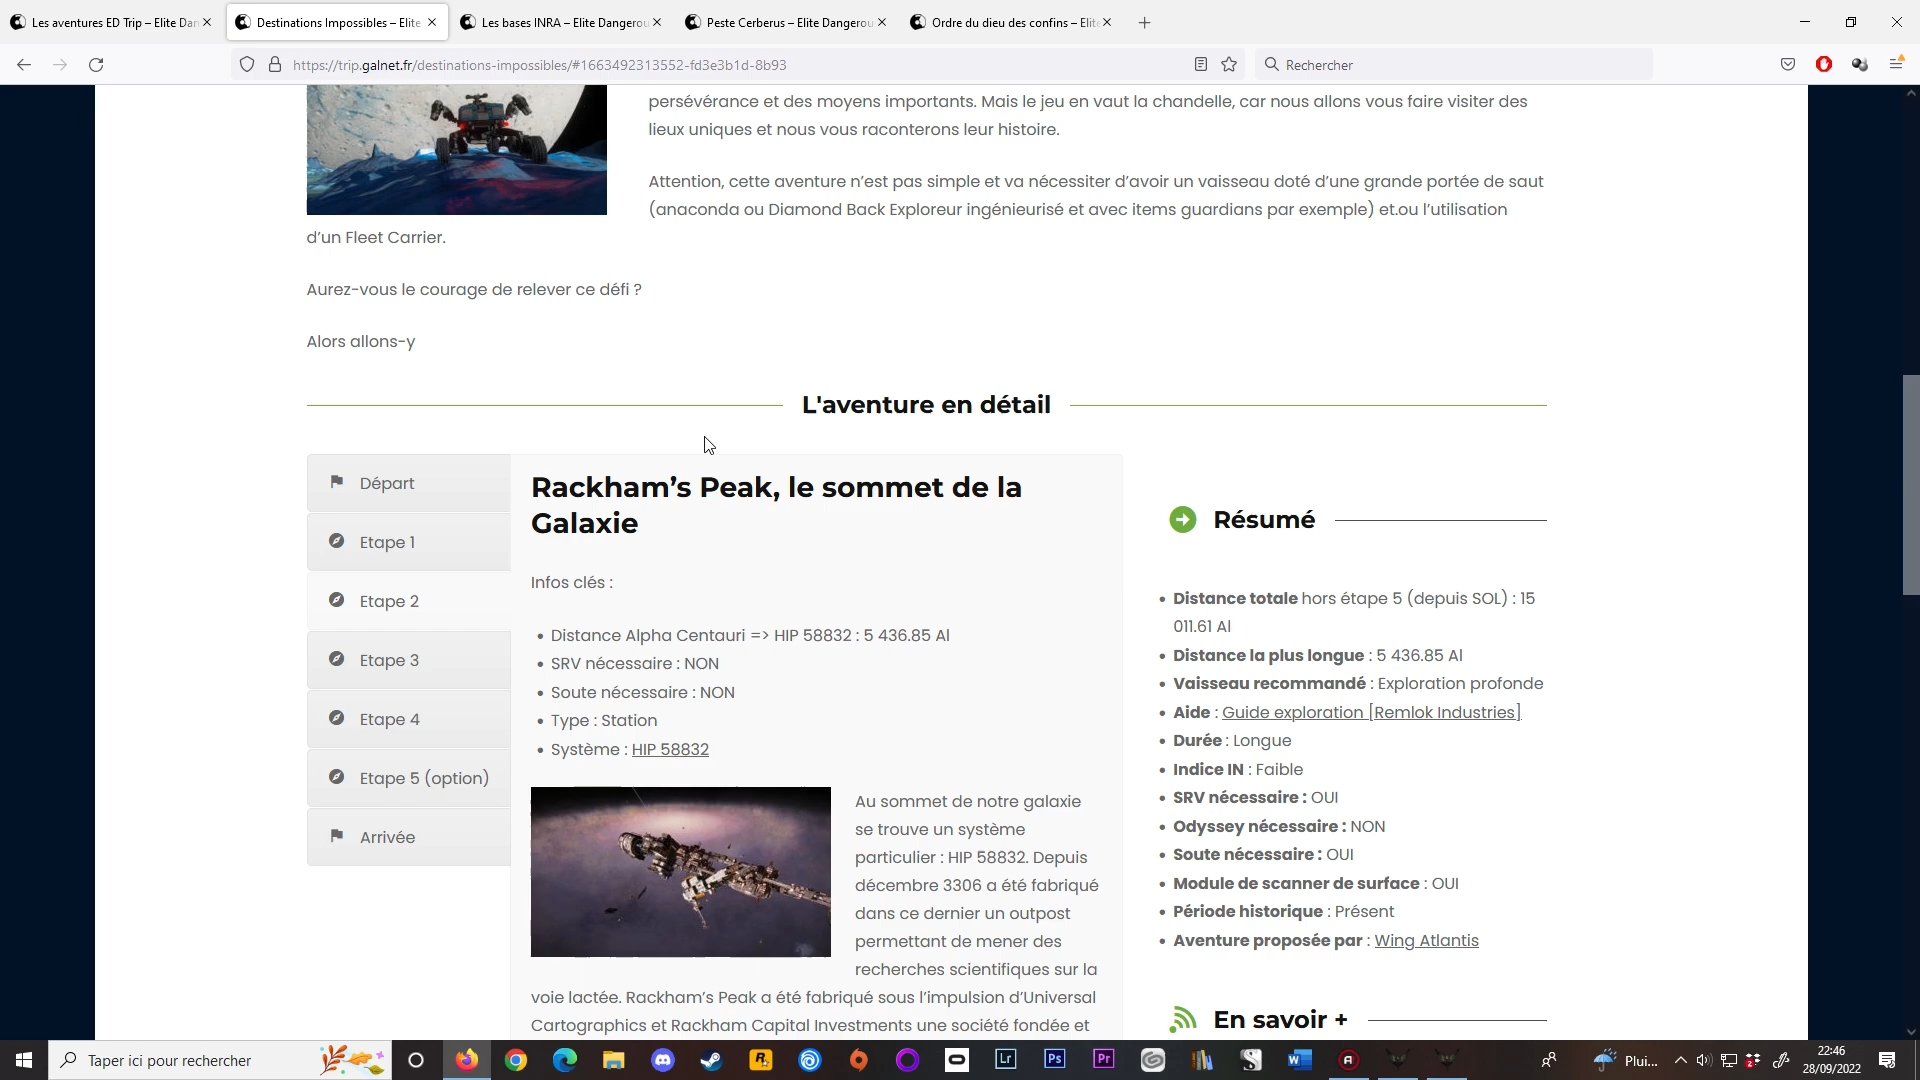 Les aventures ED Trip – Elite Dan
Destinations Impossibles – Elite
Les bases INRA – Elite Dangerou
Peste Cerberus – Elite Dangerou
Ordre du dieu des confins – Elite
https://trip.galnet.fr/destinations-impossibles/#1663492313552-fd3e3b1d-8b93
Rechercher
persévérance et des moyens importants. Mais le jeu en vaut la chandelle, car nous allons vous faire visiter des
lieux uniques et nous vous raconterons leur histoire.
Attention, cette aventure n’est pas simple et va nécessiter d’avoir un vaisseau doté d’une grande portée de saut
(anaconda ou Diamond Back Exploreur ingénieurisé et avec items guardians par exemple) et.ou l’utilisation
d’un Fleet Carrier.
Aurez-vous le courage de relever ce défi ?
Alors allons-y
L'aventure en détail
Départ
Etape 1
Etape 2
Etape 3
Etape 4
Etape 5 (option)
Arrivée
Rackham’s Peak, le sommet de la
Galaxie
Infos clés :
• Distance Alpha Centauri => HIP 58832 : 5 436.85 Al
• SRV nécessaire : NON
• Soute nécessaire : NON
• Type : Station
• Système : HIP 58832
Au sommet de notre galaxie
se trouve un système
particulier : HIP 58832. Depuis
décembre 3306 a été fabriqué
dans ce dernier un outpost
permettant de mener des
recherches scientifiques sur la
voie lactée. Rackham’s Peak a été fabriqué sous l’impulsion d’Universal
Cartographics et Rackham Capital Investments une société fondée et
Résumé
• Distance totale hors étape 5 (depuis SOL) : 15
011.61 Al
• Distance la plus longue : 5 436.85 Al
• Vaisseau recommandé : Exploration profonde
• Aide : Guide exploration [Remlok Industries]
• Durée : Longue
• Indice IN : Faible
• SRV nécessaire : OUI
• Odyssey nécessaire : NON
• Soute nécessaire : OUI
• Module de scanner de surface : OUI
• Période historique : Présent
• Aventure proposée par : Wing Atlantis
En savoir +
Taper ici pour rechercher
R
Lr
Ps
Pr
W
Plui...
2
22:46
28/09/2022